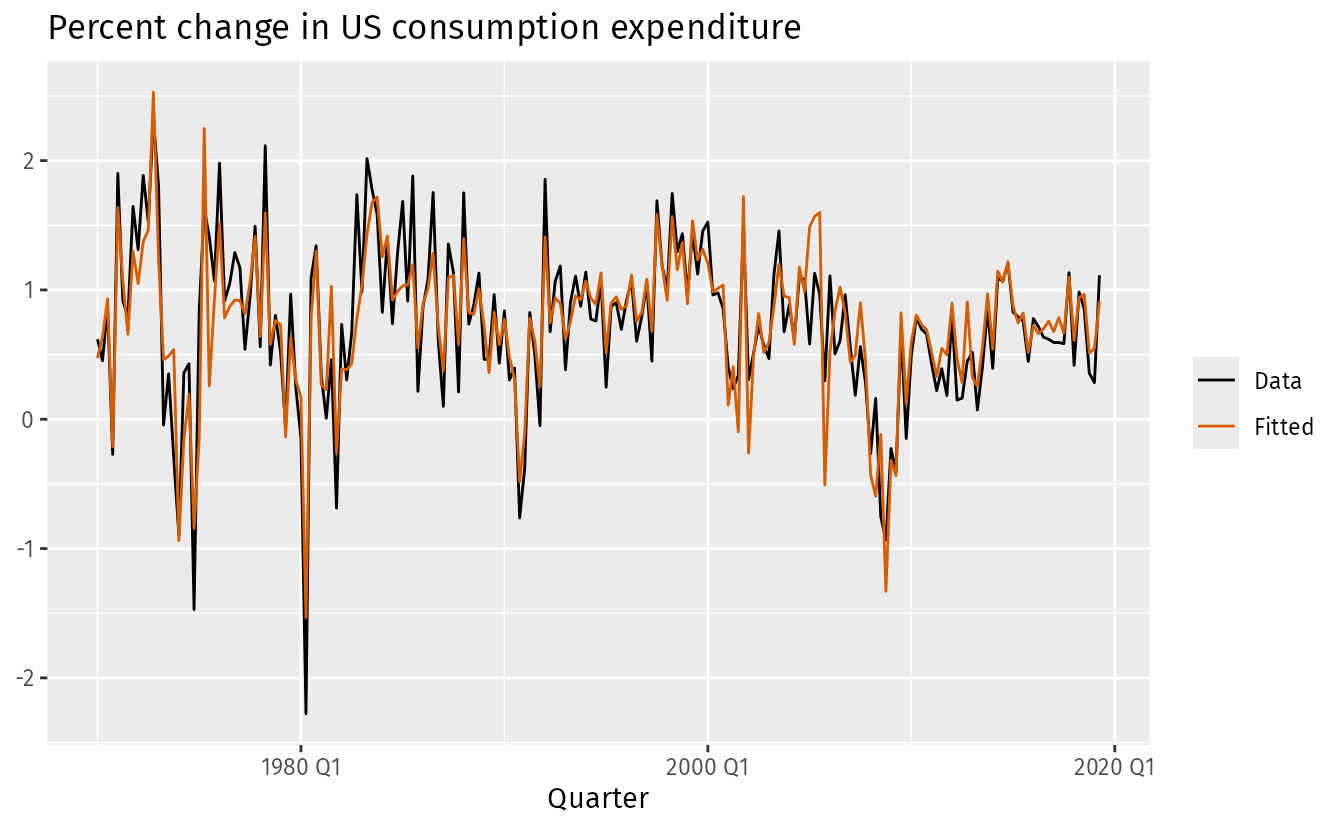 Percent change in US consumption expenditure
2
1
0
-1
-2
1980 Q1
2000 Q1
2020 Q1
Quarter
Data
Fitted